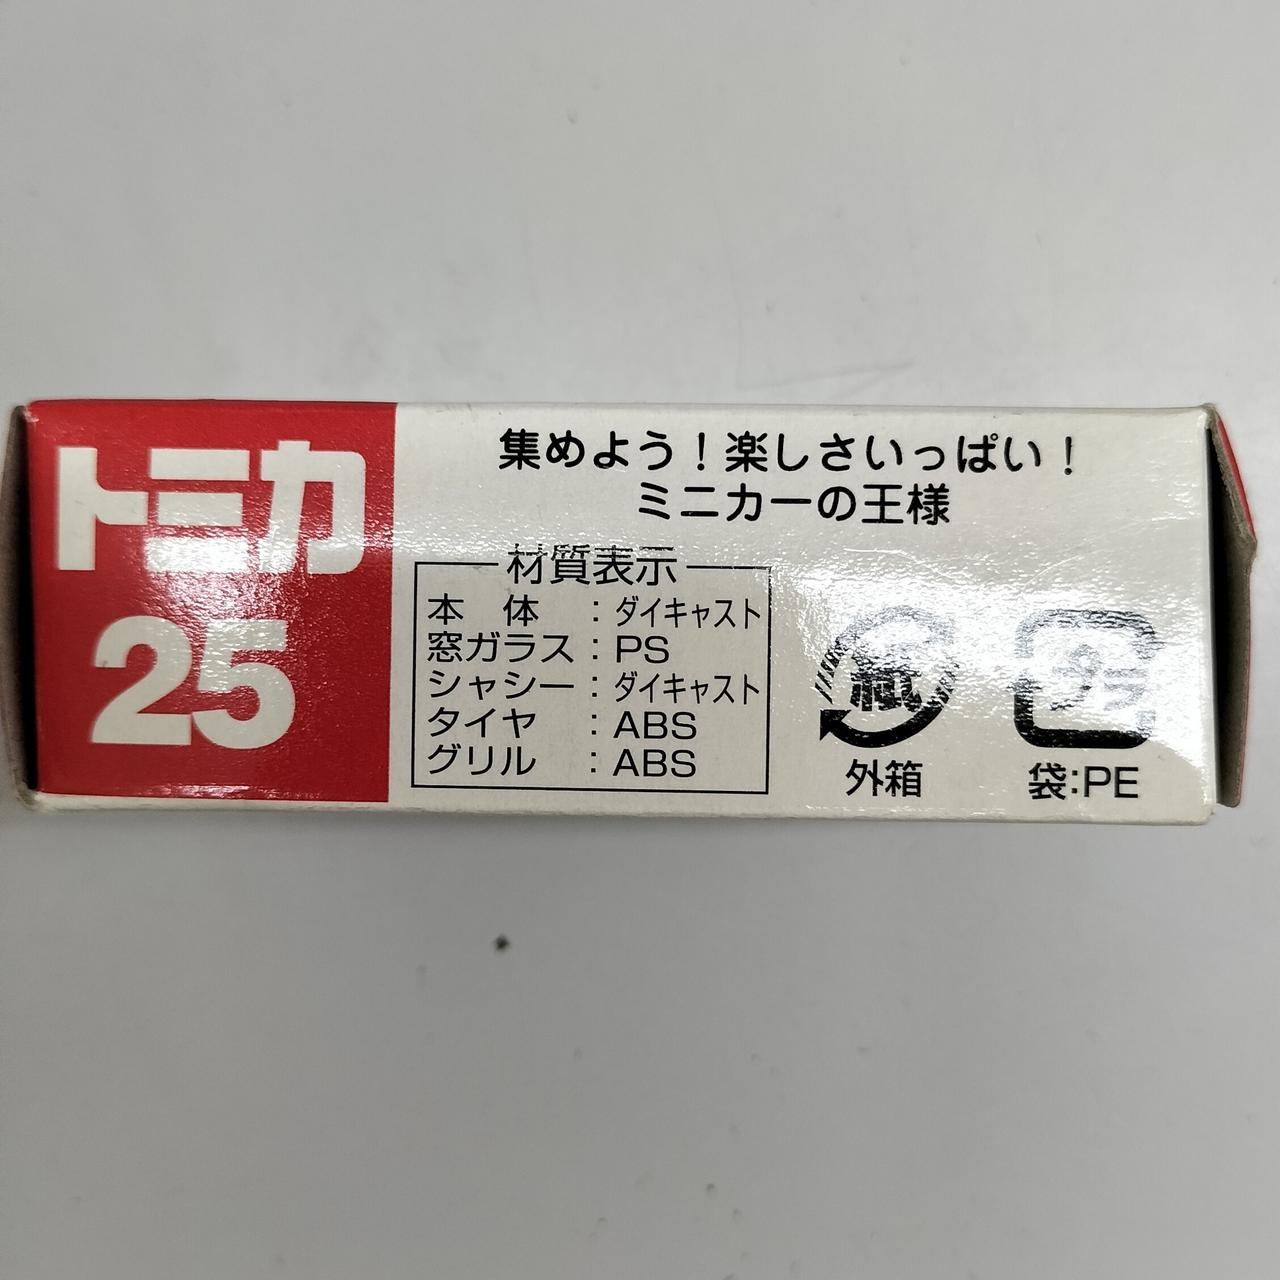 トミカ
25
集めよう！楽しさいっぱい！
ミニカーの王様
材質表示
本 体 ：ダイキャスト
窓ガラス：PS
シャシー：ダイキャスト
タイヤ ：ABS
グリル ：ABS
紙
外箱
プラ
袋：PE